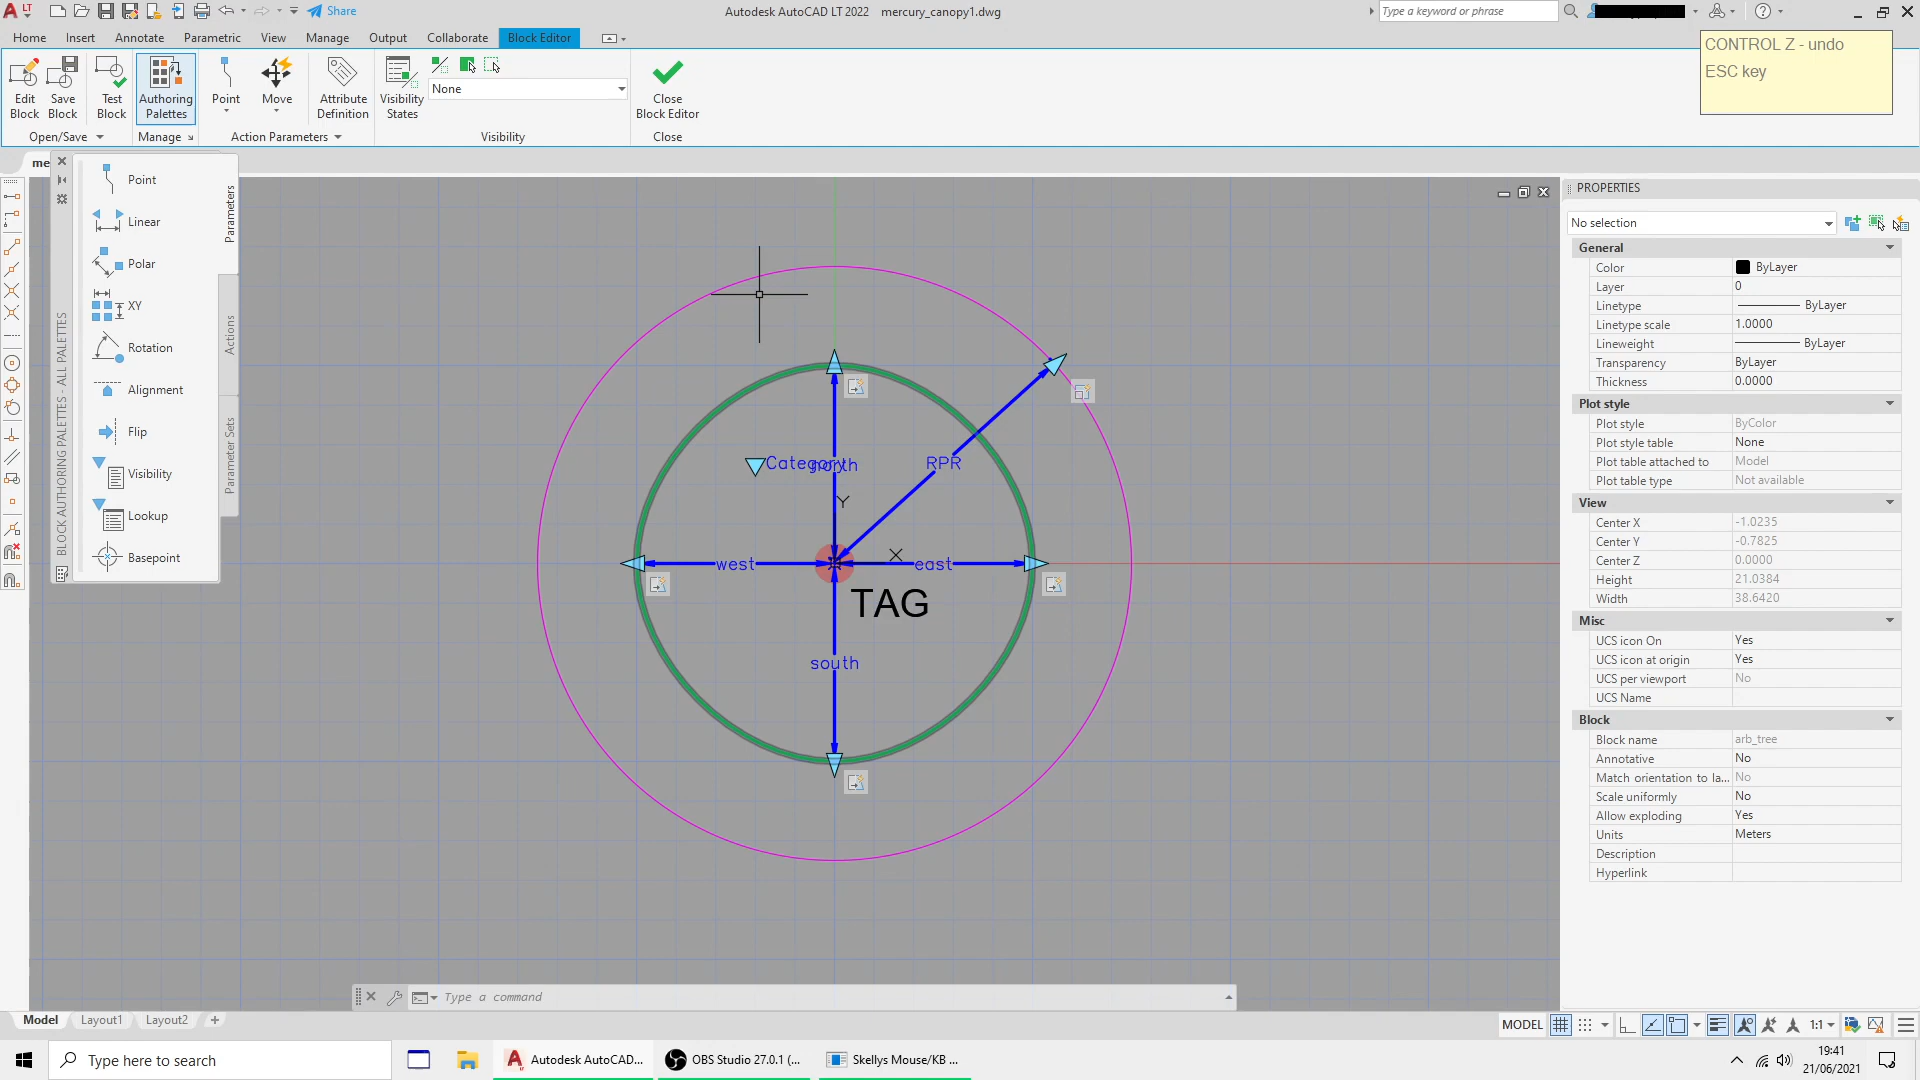 LT
Share
Autodesk AutoCAD LT 2022 mercury_canopy1.dwg
Type a keyword or phrase
Home Insert Annotate Parametric View Manage Output Collaborate Block Editor
CONTROL Z - undo
ESC key
Edit Block
Save Block
Test Block
Authoring Palettes
Point
Move
Attribute Definition
Visibility States
None
Close Block Editor
Open/Save
Manage
Action Parameters
Visibility
Close
me
Point
Linear
Polar
XY
Rotation
Alignment
Flip
Visibility
Lookup
Basepoint
Parameters
Actions
Parameter Sets
BLOCK AUTHORING PALETTES - ALL PALETTES
Category
north
RPR
Y
X
west
east
TAG
south
PROPERTIES
No selection
General
Color ByLayer
Layer 0
Linetype ByLayer
Linetype scale 1.0000
Lineweight ByLayer
Transparency ByLayer
Thickness 0.0000
Plot style
Plot style ByColor
Plot style table None
Plot table attached to Model
Plot table type Not available
View
Center X -1.0235
Center Y -0.7825
Center Z 0.0000
Height 21.0384
Width 38.6420
Misc
UCS icon On Yes
UCS icon at origin Yes
UCS per viewport No
UCS Name
Block
Block name arb_tree
Annotative No
Match orientation to la... No
Scale uniformly No
Allow exploding Yes
Units Meters
Description
Hyperlink
Type a command
Model Layout1 Layout2
MODEL 1:1
Type here to search
Autodesk AutoCAD...
OBS Studio 27.0.1 (...
Skellys Mouse/KB ...
19:41
21/06/2021